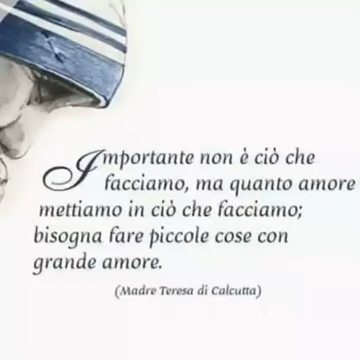 Importante non è ciò che
facciamo, ma quanto amore
mettiamo in ciò che facciamo;
bisogna fare piccole cose con
grande amore.
(Madre Teresa di Calcutta)